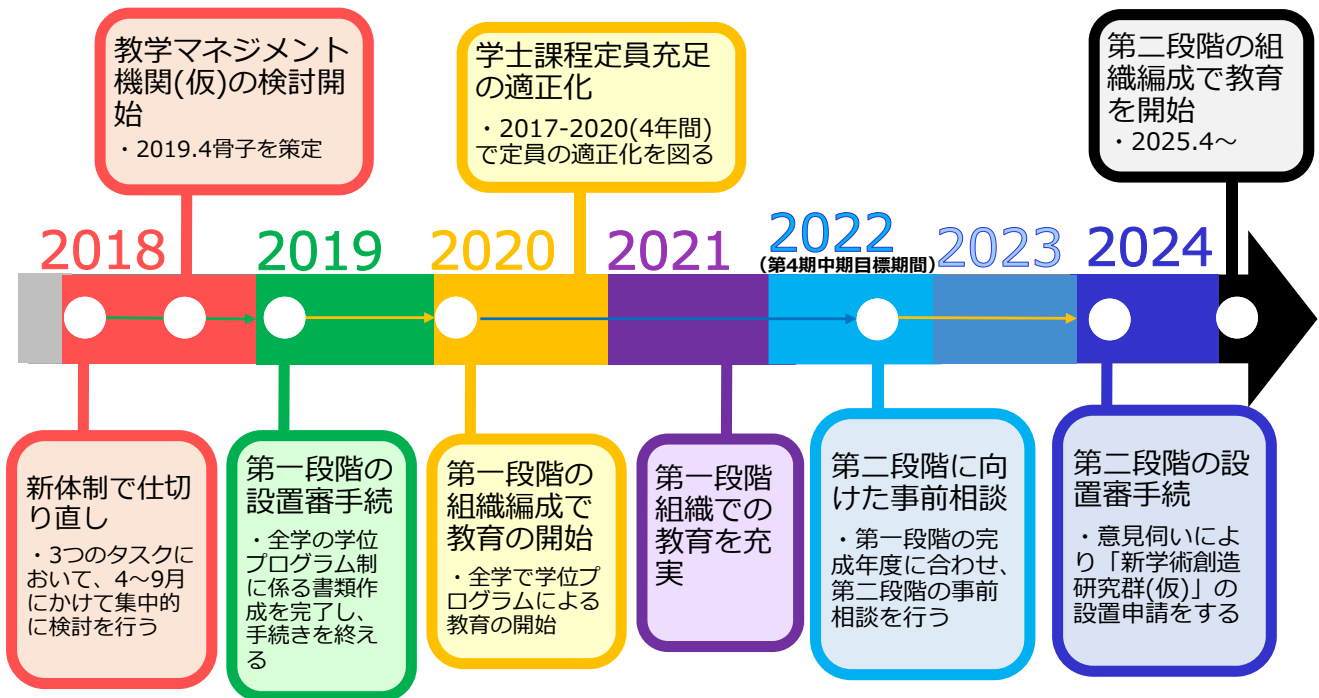 教学マネジメント
機関(仮)の検討開
始
・2019.4骨子を策定
学士課程定員充足
の適正化
・2017-2020(4年間)
で定員の適正化を図る
第二段階の組
織編成で教育
を開始
・2025.4～
2018
2019
2020
2021
2022
(第4期中期目標期間)
2023
2024
新体制で仕切
り直し
・3つのタスクに
おいて、4～9月
にかけて集中的
に検討を行う
第一段階の
設置審手続
・全学の学位
プログラム制
に係る書類作
成を完了し、
手続きを終え
る
第一段階の
組織編成で
教育の開始
・全学で学位プ
ログラムによる
教育の開始
第一段階
組織での
教育を充
実
第二段階に向
けた事前相談
・第一段階の完
成年度に合わせ、
第二段階の事前
相談を行う
第二段階の設
置審手続
・意見伺いによ
り「新学術創造
研究群(仮)」の
設置申請をする